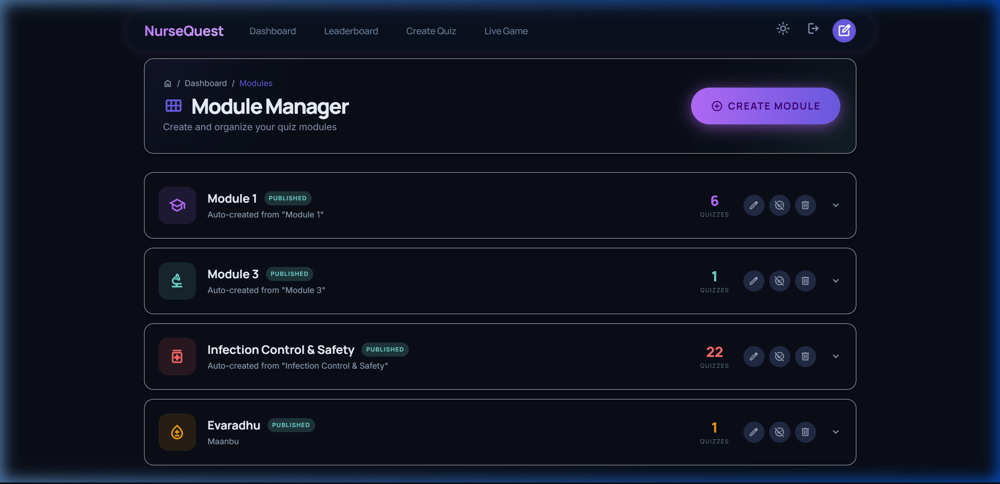 NurseQuest Dashboard Leaderboard Create Quiz Live Game
/ Dashboard / Modules
Module Manager
Create and organize your quiz modules
CREATE MODULE
Module 1 PUBLISHED
Auto-created from "Module 1"
6
QUIZZES
Module 3 PUBLISHED
Auto-created from "Module 3"
1
QUIZZES
Infection Control & Safety PUBLISHED
Auto-created from "Infection Control & Safety"
22
QUIZZES
Evaradhu PUBLISHED
Maanbu
1
QUIZZES